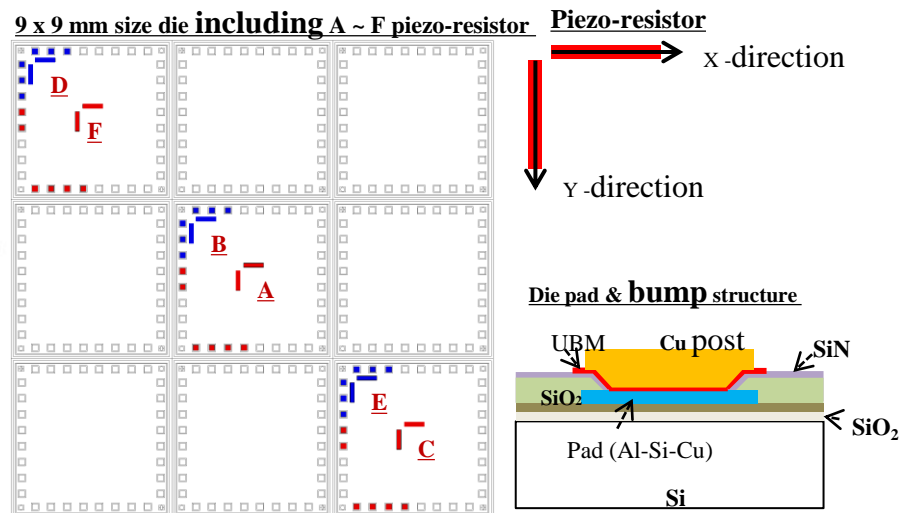 9 x 9 mm size die including A ~ F piezo-resistor
D
F
B
A
E
C
Piezo-resistor
X -direction
Y -direction
Die pad & bump structure
UBM
Cu post
SiN
SiO₂
SiO₂
Pad (Al-Si-Cu)
Si